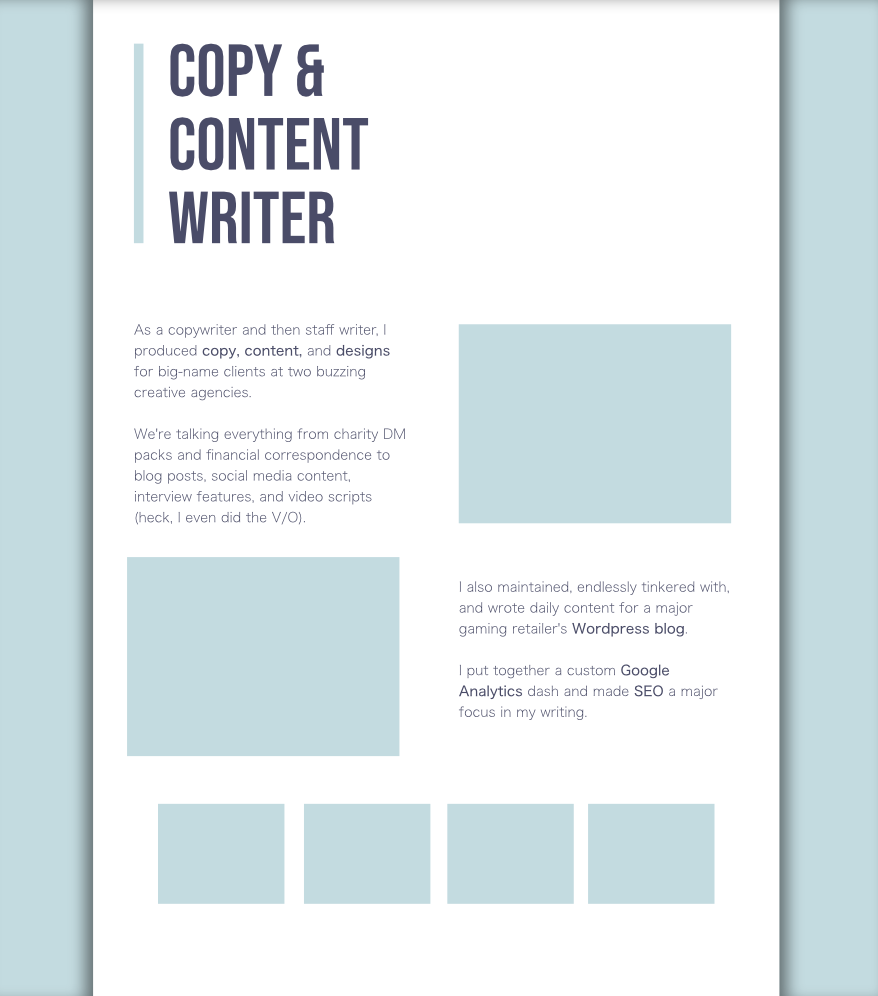 COPY &
CONTENT
WRITER
As a copywriter and then staff writer, I
produced copy, content, and designs
for big-name clients at two buzzing
creative agencies.
We're talking everything from charity DM
packs and financial correspondence to
blog posts, social media content,
interview features, and video scripts
(heck, I even did the V/O).
I also maintained, endlessly tinkered with,
and wrote daily content for a major
gaming retailer's Wordpress blog.
I put together a custom Google
Analytics dash and made SEO a major
focus in my writing.